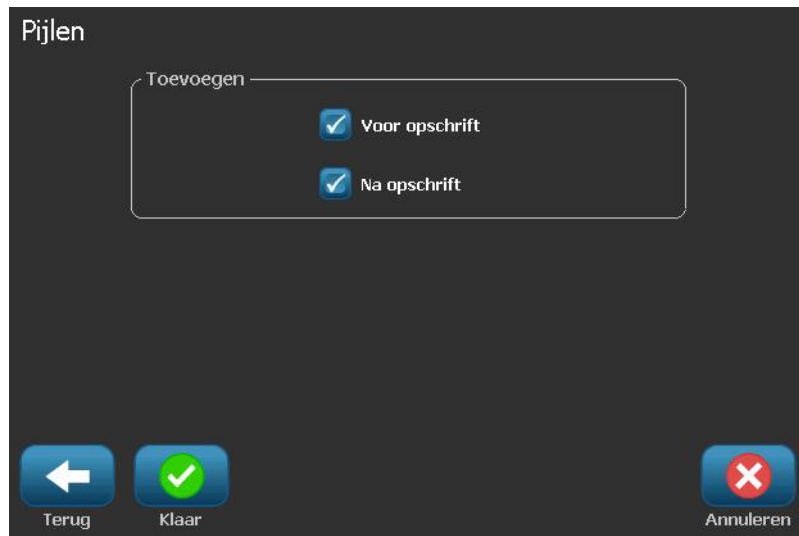 Pijlen
Toevoegen
Voor opschrift
Na opschrift
Terug
Klaar
Annuleren